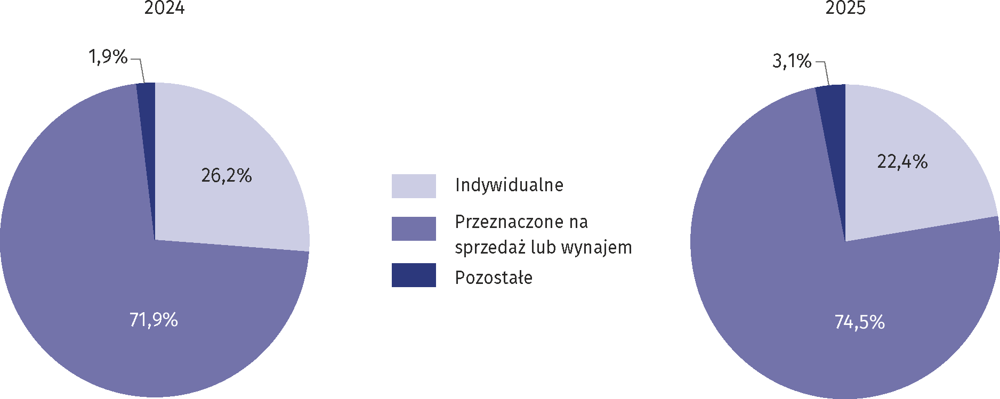 2024
1,9%
26,2%
71,9%
Indywidualne
Przeznaczone na
sprzedaż lub wynajem
Pozostałe
2025
3,1%
22,4%
74,5%